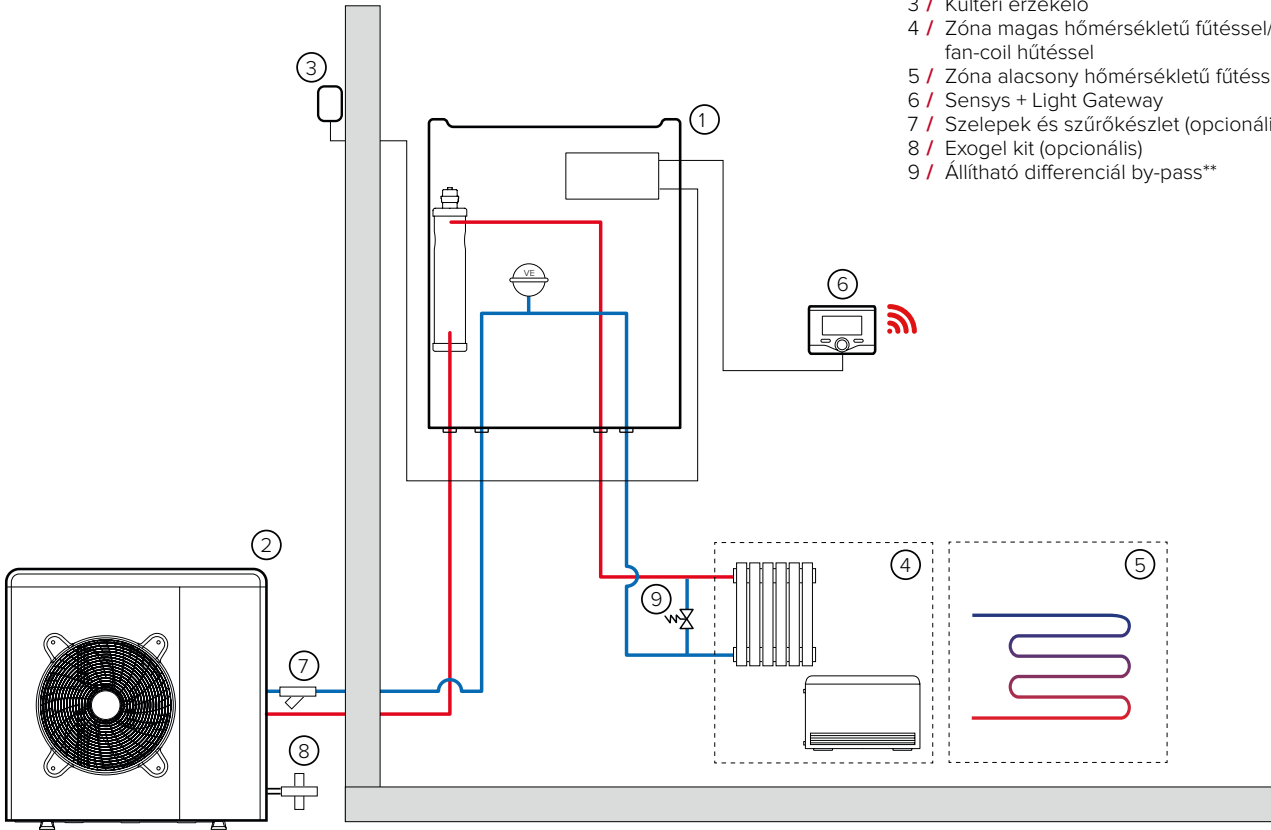 3 / Kültéri érzékelő
4 / Zóna magas hőmérsékletű fűtéssel/
fan-coil hűtéssel
5 / Zóna alacsony hőmérsékletű
6 / Sensys + Light Gateway
7 / Szelepek és szűrőkészlet
8 / Exogel kit (opcionális)
9 / Állítható differenciál by-pass**
3
1
VE
6
2
4
5
9
7
8